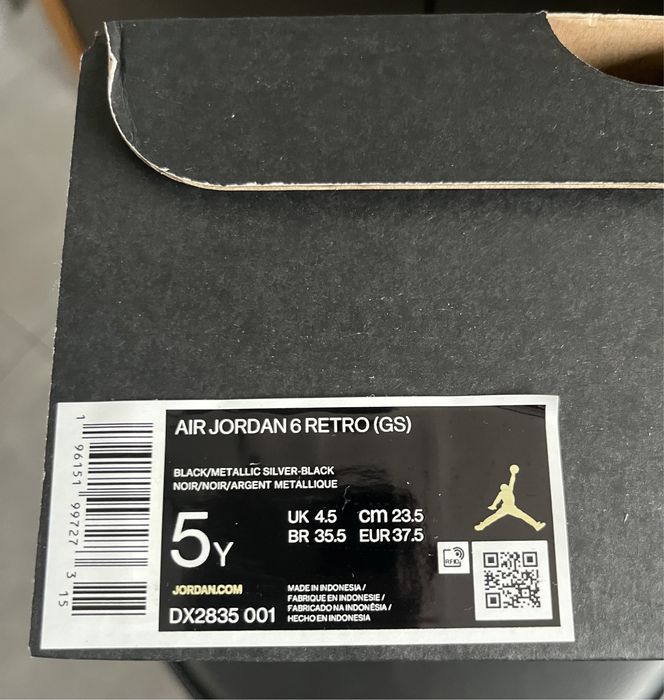 AIR JORDAN 6 RETRO (GS)
BLACK/METALLIC SILVER-BLACK
NOIR/NOIR/ARGENT METALLIQUE
5Y
UK 4.5 cm 23.5
BR 35.5 EUR 37.5
RFID
JORDAN.COM
DX2835 001
MADE IN INDONESIA /
FABRIQUE EN INDONESIE /
FABRICADO NA INDONÉSIA /
HECHO EN INDONESIA
1 96151 99727 3 15